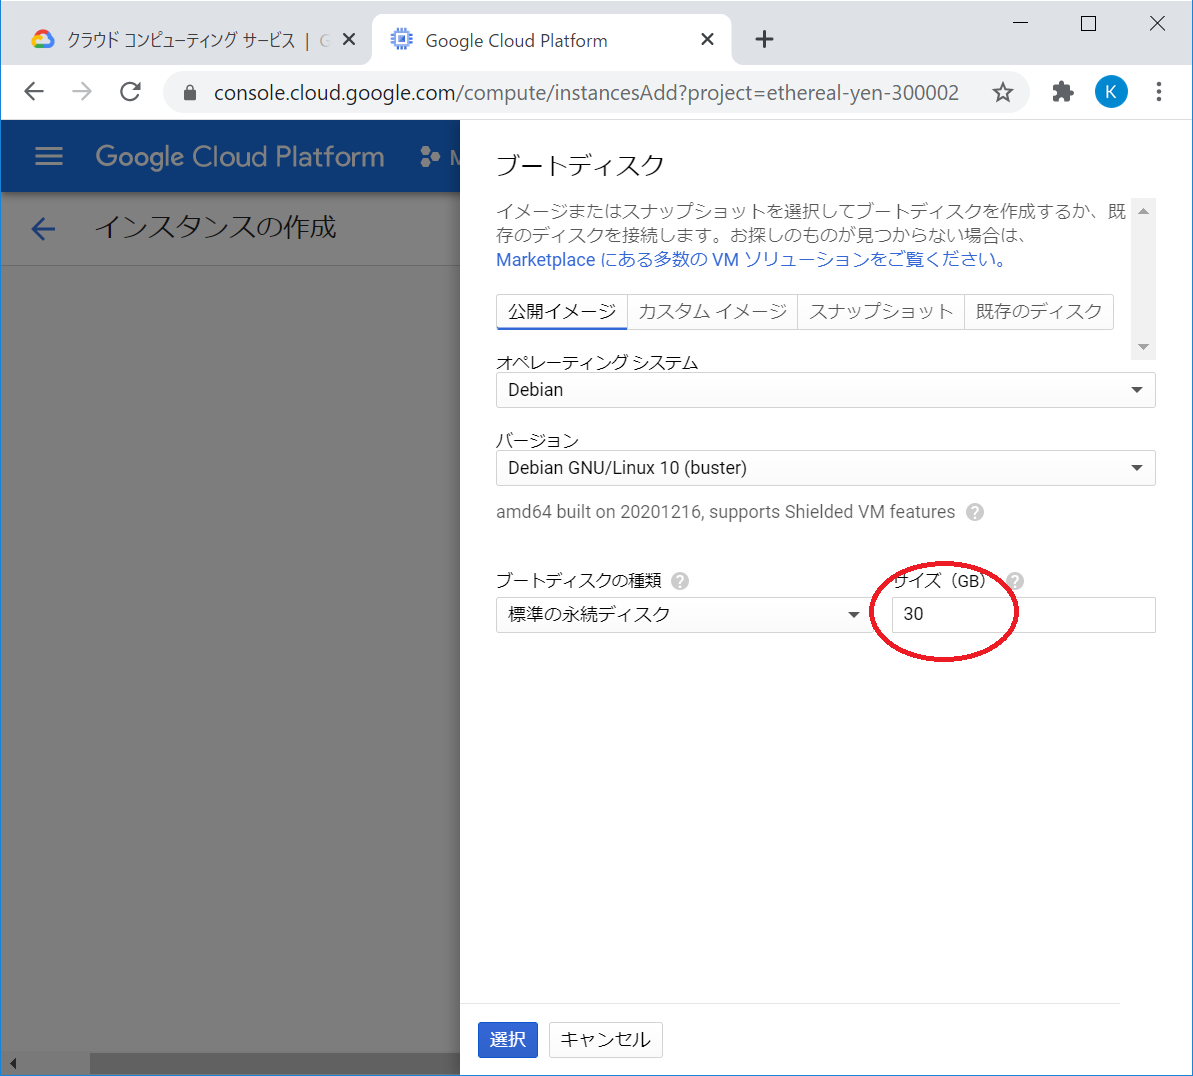 クラウド コンピューティング サービス | G
Google Cloud Platform
console.cloud.google.com/compute/instancesAdd?project=ethereal-yen-300002
K
Google Cloud Platform
インスタンスの作成
ブートディスク
イメージまたはスナップショットを選択してブートディスクを作成するか、既
存のディスクを接続します。お探しのものが見つからない場合は、
Marketplace にある多数の VM ソリューションをご覧ください。
公開イメージ カスタム イメージ スナップショット 既存のディスク
オペレーティング システム
Debian
バージョン
Debian GNU/Linux 10 (buster)
amd64 built on 20201216, supports Shielded VM features ?
ブートディスクの種類 ? サイズ（GB） ?
標準の永続ディスク 30
選択 キャンセル